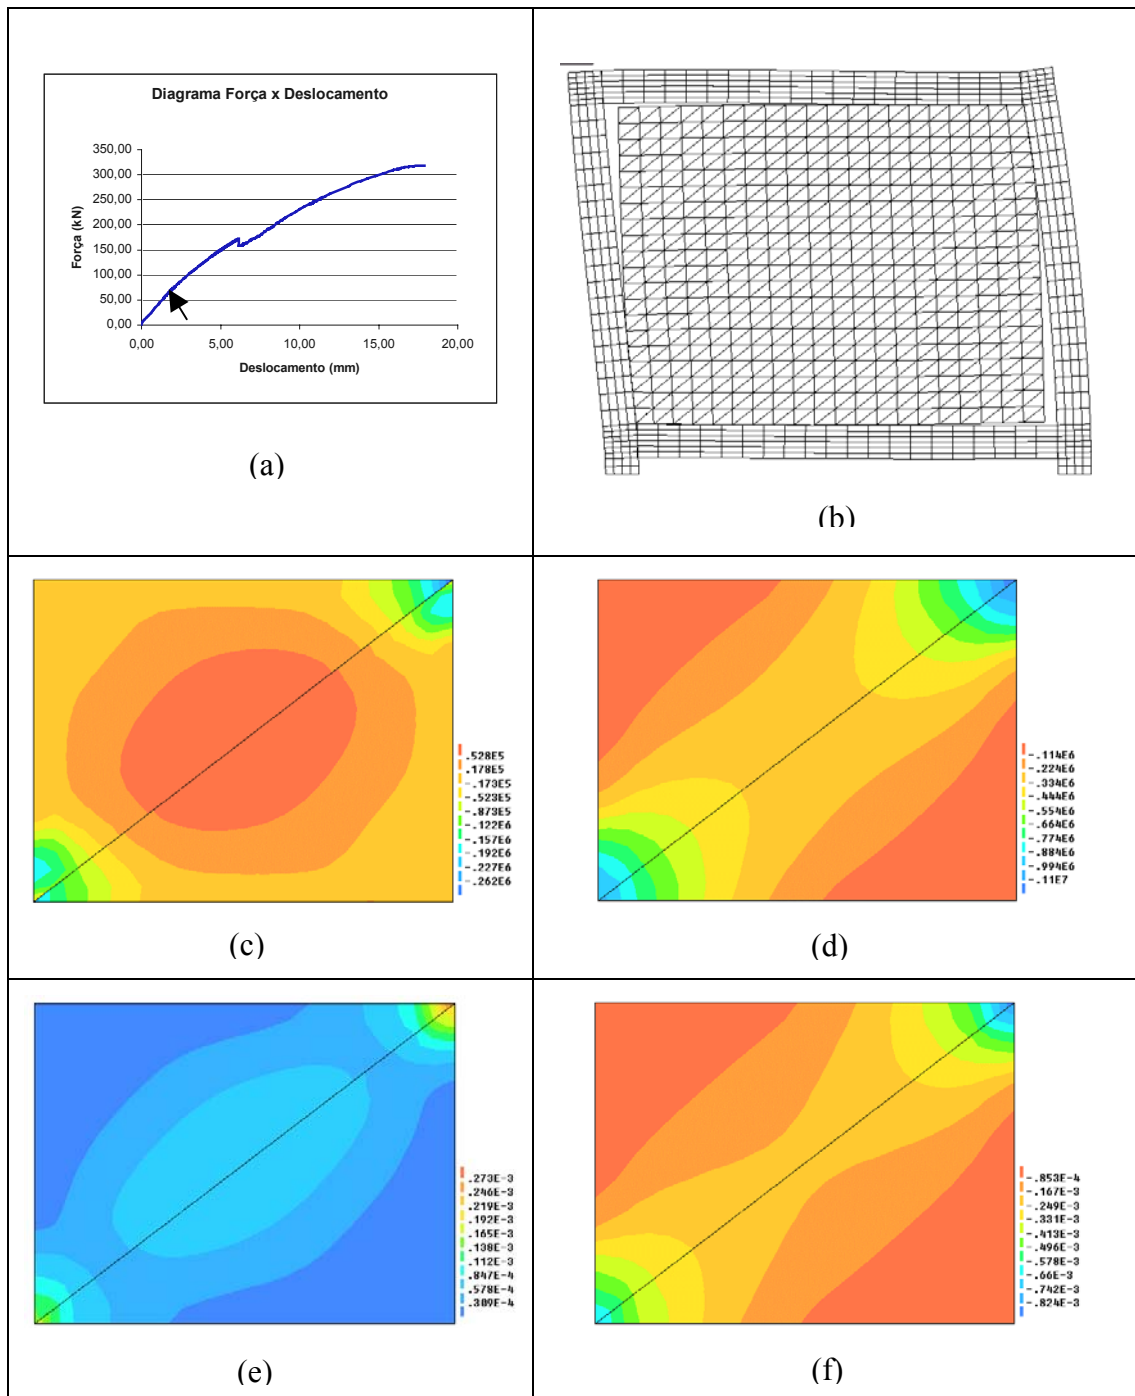 Diagrama Força x Deslocamento
350,00
300,00
250,00
200,00
150,00
100,00
50,00
0,00
Força (kN)
0,00 5,00 10,00 15,00 20,00
Deslocamento (mm)
(a)
(b)
.528E5
.178E5
-.173E5
-.523E5
-.873E5
-.122E6
-.157E6
-.192E6
-.227E6
-.262E6
(c)
-.114E6
-.224E6
-.334E6
-.444E6
-.554E6
-.664E6
-.774E6
-.884E6
-.994E6
-.11E7
(d)
.273E-3
.246E-3
.219E-3
.192E-3
.165E-3
.138E-3
.112E-3
.847E-4
.578E-4
.309E-4
(e)
-.853E-4
-.167E-3
-.249E-3
-.331E-3
-.413E-3
-.496E-3
-.578E-3
-.66E-3
-.742E-3
-.824E-3
(f)